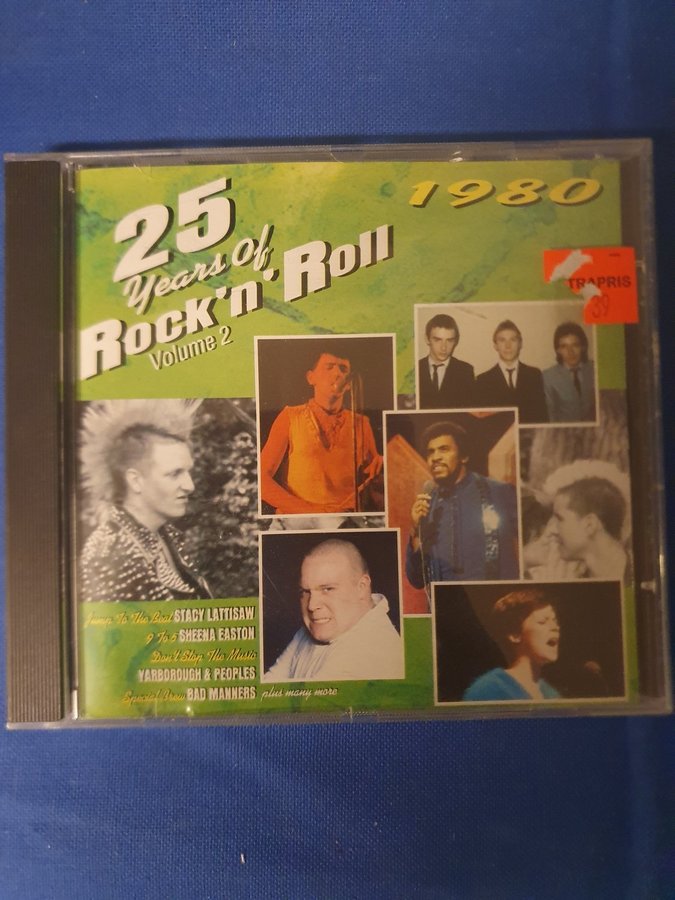 25
Years Of
Rock 'n' Roll
Volume 2
1980
TRAPRIS
39
Jump To The Beat STACY LATTISAW
9 To 5 SHEENA EASTON
Don't Stop The Music
YARBOROUGH & PEOPLES
Special Brew BAD MANNERS plus many more